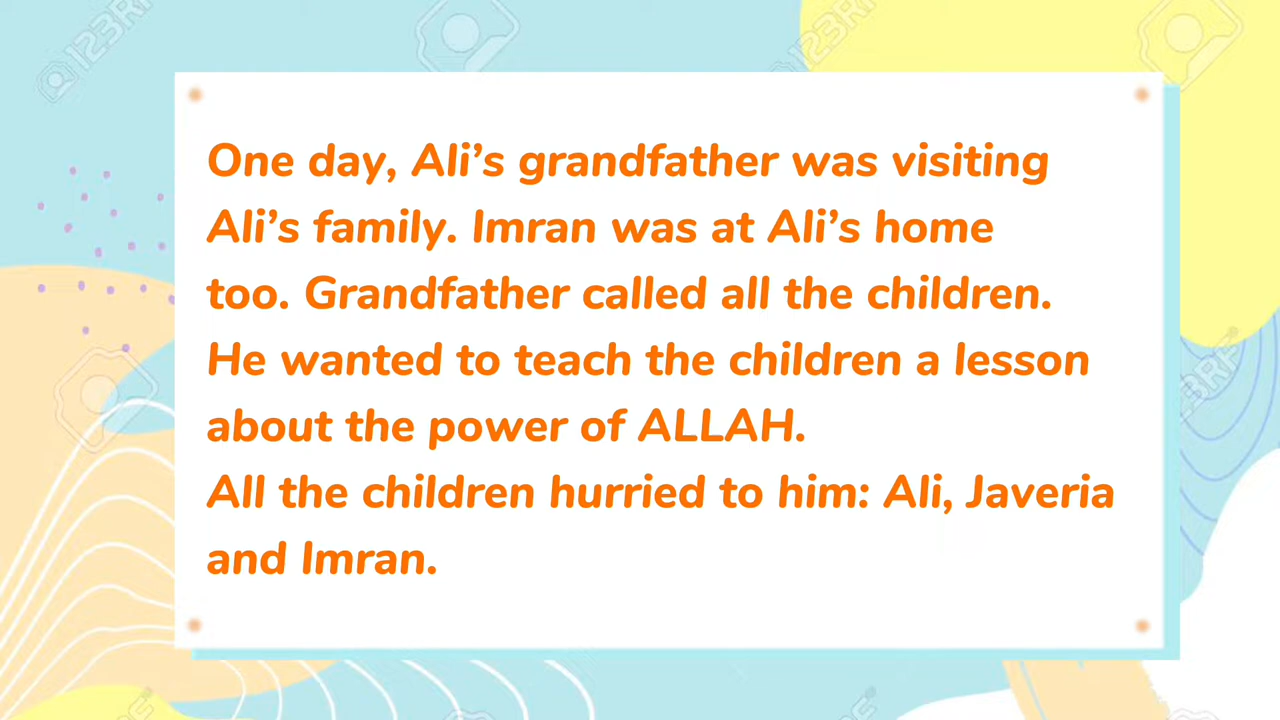 One day, Ali’s grandfather was visiting
Ali’s family. Imran was at Ali’s home
too. Grandfather called all the children.
He wanted to teach the children a lesson
about the power of ALLAH.
All the children hurried to him: Ali, Javeria
and Imran.
123RF